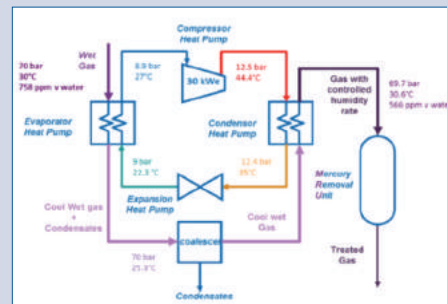 Compressor
Heat Pump
Wet
Gas
70 bar
30°C
758 ppm v water
8.9 bar
27°C
30 kWe
12.5 bar
44.4°C
Gas with
controlled
humidity
rate
69.7 bar
30.6°C
566 ppm v water
Evaporator
Heat Pump
Condensor
Heat Pump
9 bar
22.3 °C
12.4 bar
35°C
Expansion
Heat Pump
Mercury
Removal
Unit
Cool Wet gas
+
Condensates
coalescer
Cool wet
Gas
70 bar
25.3°C
Condensates
Treated
Gas